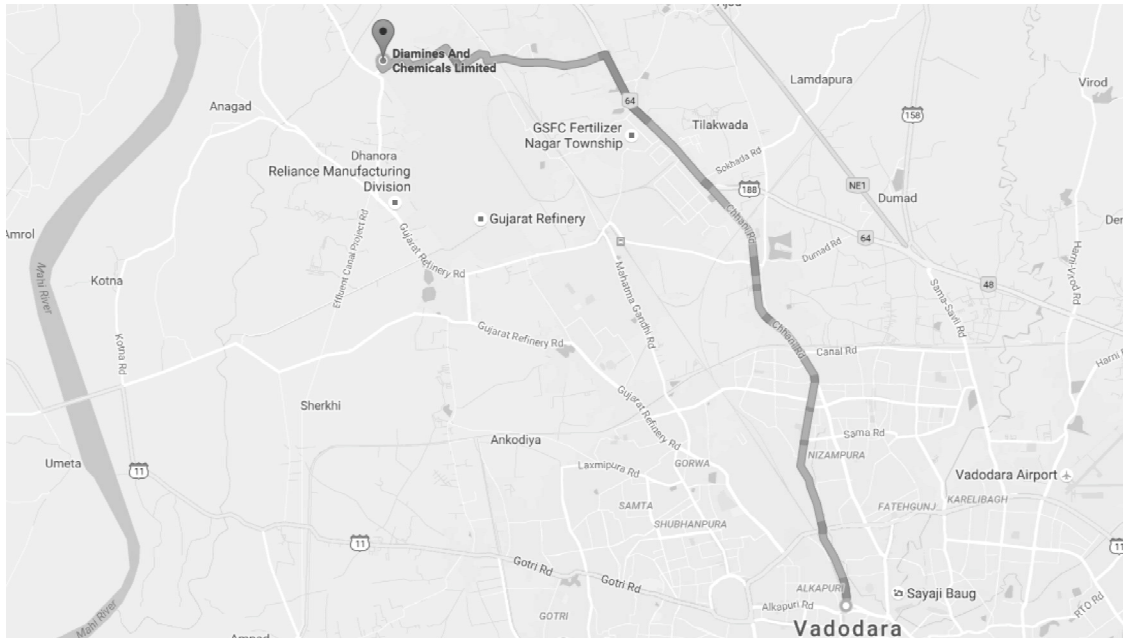 Ajod
Diamines And
Chemicals Limited
Lamdapura
Virod
Anagad
64
158
GSFC Fertilizer
Nagar Township
Tilakwada
Dhanora
Sokhada Rd
Reliance Manufacturing
Division
188
NE1
Dumad
Gujarat Refinery
Chhani Rd
Amrol
Effluent Canal Project Rd
Gujarat Refinery Rd
Dumad Rd
64
Mahi River
Kotna
Mahatma Gandhi Rd
Sama-Savli Rd
Harni-Virod Rd
48
Kotna Rd
Gujarat Refinery Rd
Chhani Rd
Canal Rd
Harni
Sherkhi
Gujarat Refinery Rd
Ankodiya
Sama Rd
Umeta
11
Laxmipura Rd
GORWA
NIZAMPURA
Vadodara Airport
SAMTA
SHUBHANPURA
FATEHGUNJ
KARELIBAGH
11
11
Gotri Rd
Gotri Rd
ALKAPURI
Sayaji Baug
Mahi River
GOTRI
Alkapuri Rd
RTO Rd
Vadodara
Ampad